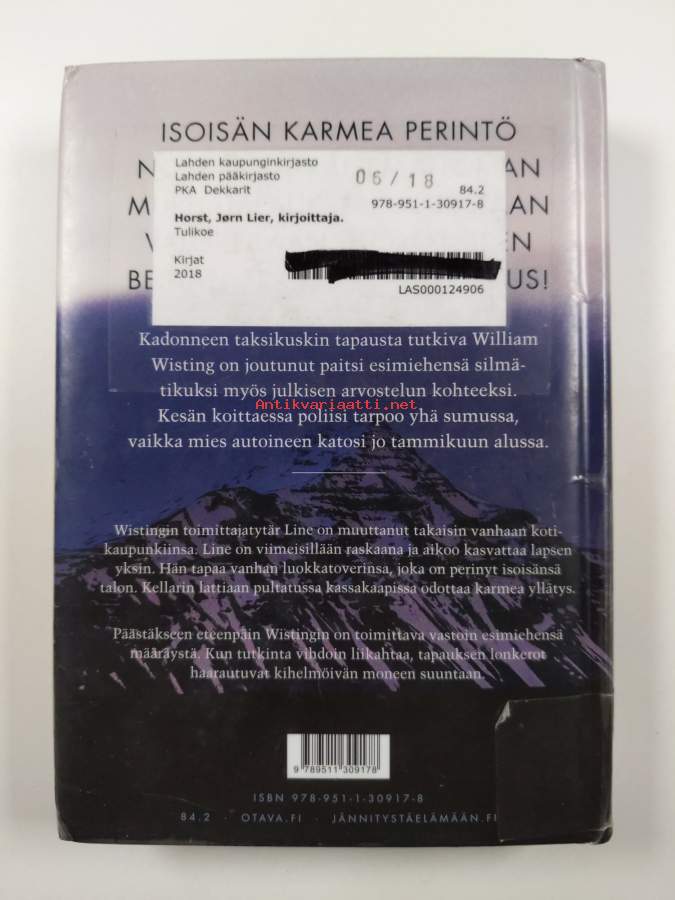 ISOISÄN KARMEA PERINTÖ
Lahden kaupunginkirjasto
Lahden pääkirjasto 06/18
PKA Dekkarit 84.2
978-951-1-30917-8
Horst, Jørn Lier, kirjoittaja.
Tulikoe
Kirjat
2018
LAS000124906
Kadonneen taksikuskin tapausta tutkiva William
Wisting on joutunut paitsi esimiehensä silmä-
tikuksi myös julkisen arvostelun kohteeksi.
Antikvariaatti.net
Kesän koittaessa poliisi tarpoo yhä sumussa,
vaikka mies autoineen katosi jo tammikuun alussa.
Wistingin toimittajatytär Line on muuttanut takaisin vanhaan koti-
kaupunkiinsa. Line on viimeisillään raskaana ja aikoo kasvattaa lapsen
yksin. Hän tapaa vanhan luokkatoverinsa, joka on perinyt isoisänsä
talon. Kellarin lattiaan pultatussa kassakaapissa odottaa karmea yllätys.
Päästäkseen eteenpäin Wistingin on toimittava vastoin esimiehensä
määräystä. Kun tutkinta vihdoin liikahtaa, tapauksen lonkerot
haarautuvat kihelmöivän moneen suuntaan.
9 789511 309178
ISBN 978-951-1-30917-8
84.2 · OTAVA.FI · JÄNNITYSTÄELÄMÄÄN.FI